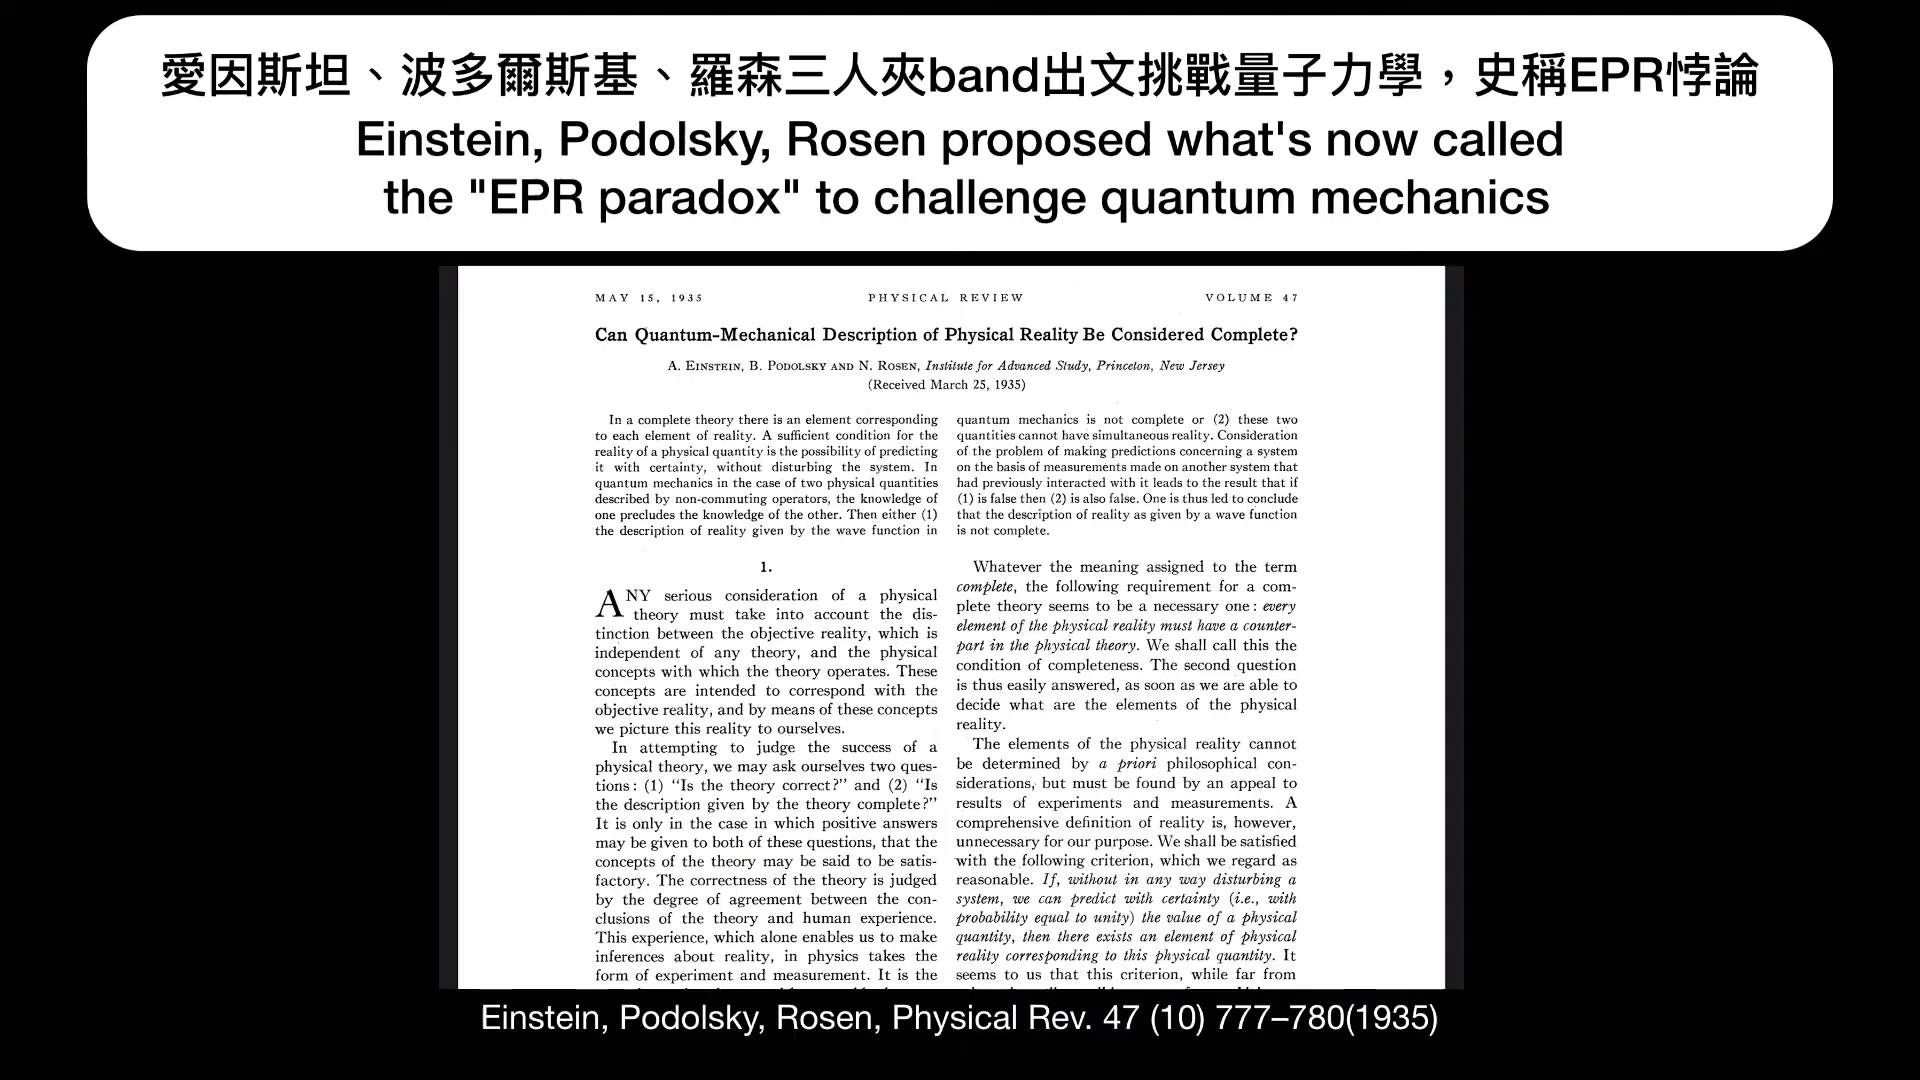 愛因斯坦、波多爾斯基、羅森三人夾band出文挑戰量子力學，史稱EPR悖論
Einstein, Podolsky, Rosen proposed what's now called
the "EPR paradox" to challenge quantum mechanics
MAY 15, 1935 PHYSICAL REVIEW VOLUME 47
Can Quantum-Mechanical Description of Physical Reality Be Considered Complete?
A. EINSTEIN, B. PODOLSKY AND N. ROSEN, Institute for Advanced Study, Princeton, New Jersey
(Received March 25, 1935)
In a complete theory there is an element corresponding
to each element of reality. A sufficient condition for the
reality of a physical quantity is the possibility of predicting
it with certainty, without disturbing the system. In
quantum mechanics in the case of two physical quantities
described by non-commuting operators, the knowledge of
one precludes the knowledge of the other. Then either (1)
the description of reality given by the wave function in
quantum mechanics is not complete or (2) these two
quantities cannot have simultaneous reality. Consideration
of the problem of making predictions concerning a system
on the basis of measurements made on another system that
had previously interacted with it leads to the result that if
(1) is false then (2) is also false. One is thus led to conclude
that the description of reality as given by a wave function
is not complete.
1.
ANY serious consideration of a physical
theory must take into account the dis-
tinction between the objective reality, which is
independent of any theory, and the physical
concepts with which the theory operates. These
concepts are intended to correspond with the
objective reality, and by means of these concepts
we picture this reality to ourselves.
In attempting to judge the success of a
physical theory, we may ask ourselves two ques-
tions: (1) “Is the theory correct?” and (2) “Is
the description given by the theory complete?”
It is only in the case in which positive answers
may be given to both of these questions, that the
concepts of the theory may be said to be satis-
factory. The correctness of the theory is judged
by the degree of agreement between the con-
clusions of the theory and human experience.
This experience, which alone enables us to make
inferences about reality, in physics takes the
form of experiment and measurement. It is the
Whatever the meaning assigned to the term
complete, the following requirement for a com-
plete theory seems to be a necessary one: every
element of the physical reality must have a counter-
part in the physical theory. We shall call this the
condition of completeness. The second question
is thus easily answered, as soon as we are able to
decide what are the elements of the physical
reality.
The elements of the physical reality cannot
be determined by a priori philosophical con-
siderations, but must be found by an appeal to
results of experiments and measurements. A
comprehensive definition of reality is, however,
unnecessary for our purpose. We shall be satisfied
with the following criterion, which we regard as
reasonable. If, without in any way disturbing a
system, we can predict with certainty (i.e., with
probability equal to unity) the value of a physical
quantity, then there exists an element of physical
reality corresponding to this physical quantity. It
seems to us that this criterion, while far from
Einstein, Podolsky, Rosen, Physical Rev. 47 (10) 777–780(1935)